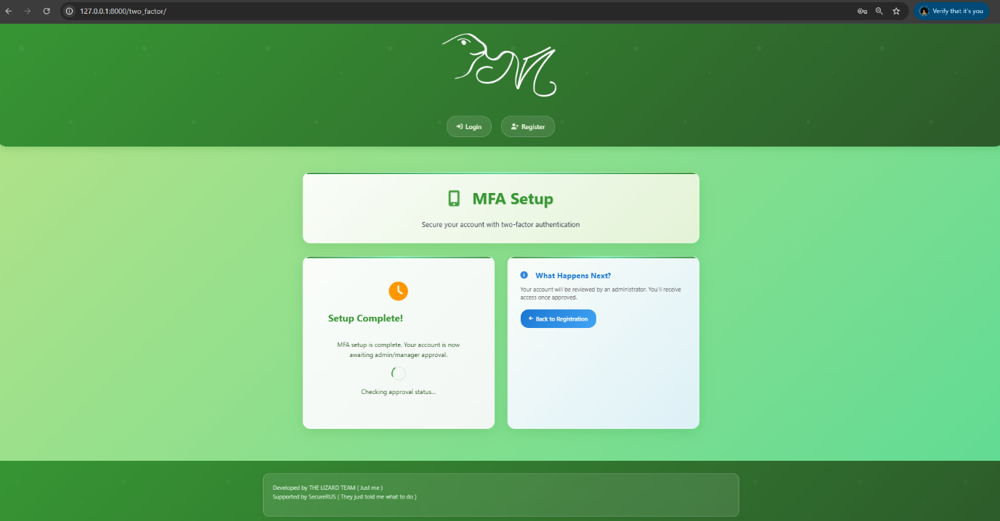 127.0.0.1:8000/two_factor/
Verify that it's you
Login
Register
MFA Setup
Secure your account with two-factor authentication
Setup Complete!
MFA setup is complete. Your account is now
awaiting admin/manager approval.
Checking approval status...
What Happens Next?
Your account will be reviewed by an administrator. You'll receive
access once approved.
← Back to Registration
Developed by THE LIZARD TEAM ( Just me )
Supported by SecureRUS ( They just told me what to do )